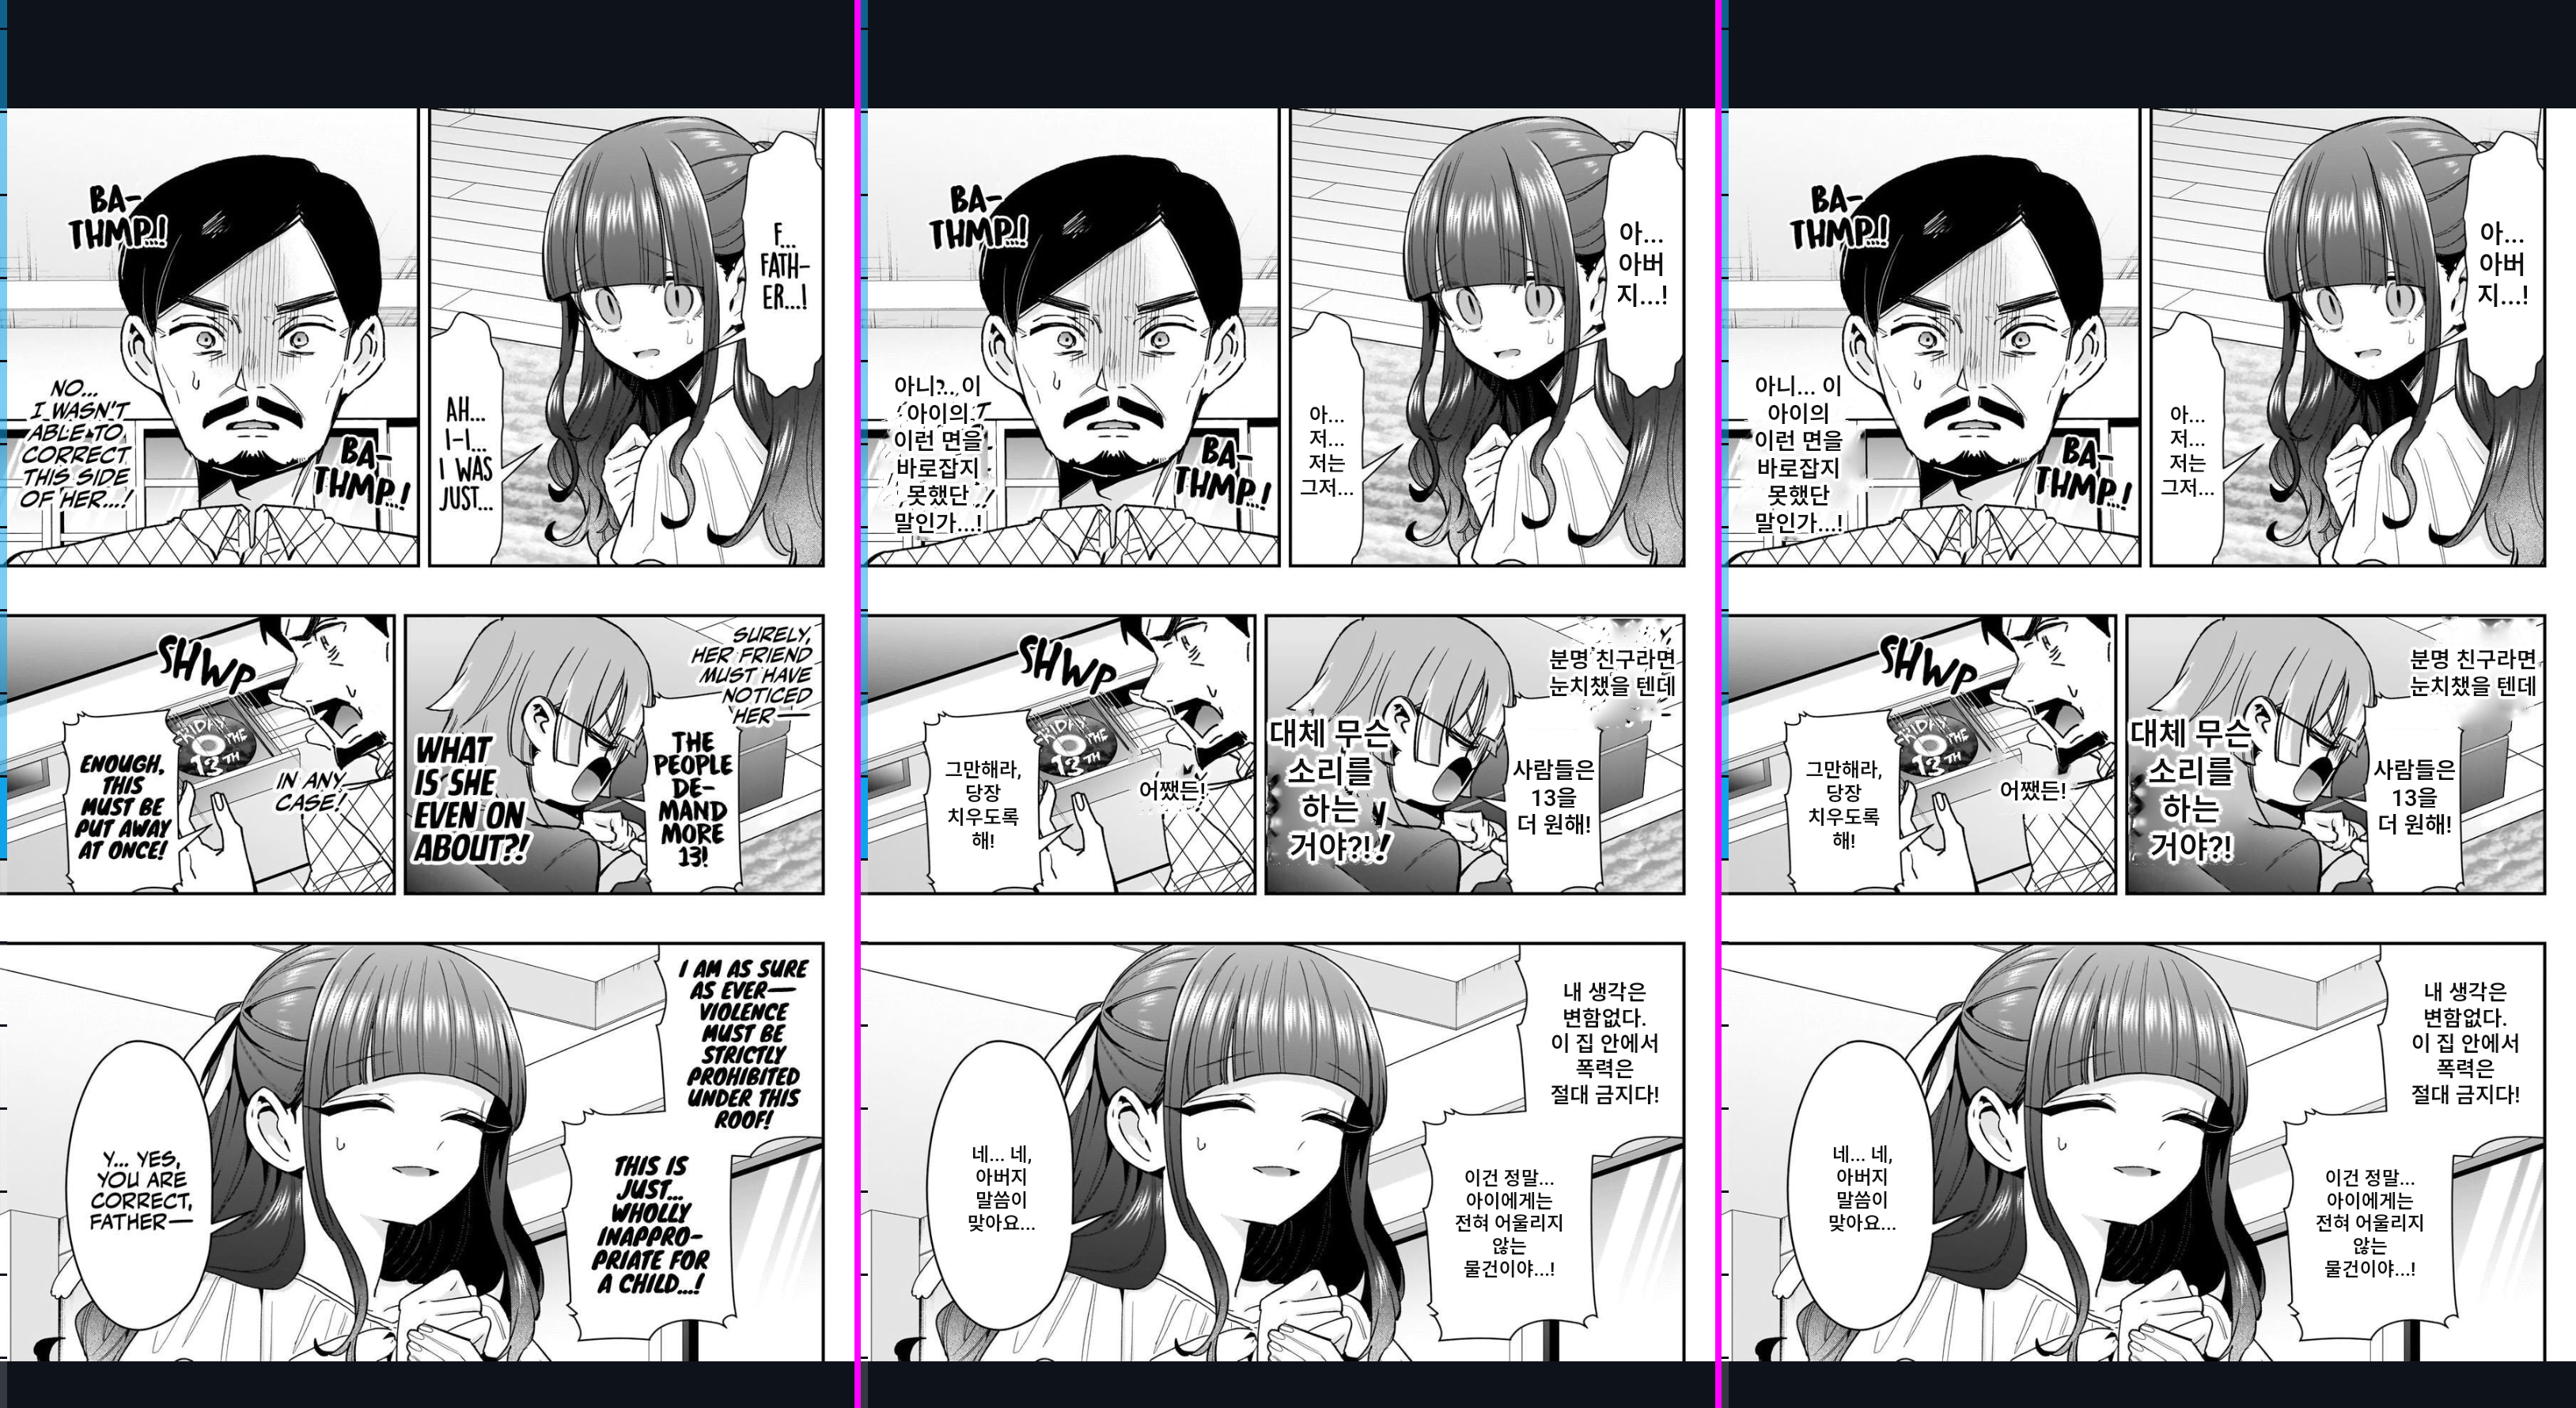 F...
FATH-
ER...!
AH...
I-I...
I WAS
JUST...
BA-
THMP...!
NO...
I WASN'T
ABLE TO
CORRECT
THIS SIDE
OF HER...!
BA-
THMP...!
SURELY,
HER FRIEND
MUST HAVE
NOTICED
HER—
THE
PEOPLE
DE-
MAND
MORE
13!
WHAT
IS SHE
EVEN ON
ABOUT?!
SHWP
FRIDAY
THE
13TH
IN ANY
CASE!
ENOUGH,
THIS
MUST BE
PUT AWAY
AT ONCE!
I AM AS SURE
AS EVER—
VIOLENCE
MUST BE
STRICTLY
PROHIBITED
UNDER THIS
ROOF!
THIS IS
JUST...
WHOLLY
INAPPRO-
PRIATE FOR
A CHILD...!
Y... YES,
YOU ARE
CORRECT,
FATHER—
아...
아버
지...!
아...
저...
저는
그저...
BA-
THMP...!
아니... 이
아이의
이런 면을
바로잡지
못했단
말인가...!
BA-
THMP...!
분명 친구라면
눈치챘을 텐데
사람들은
13을
더 원해!
대체 무슨
소리를
하는
거야?!
SHWP
FRIDAY
THE
13TH
어쨌든!
그만해라,
당장
치우도록
해!
내 생각은
변함없다.
이 집 안에서
폭력은
절대 금지다!
이건 정말...
아이에게는
전혀 어울리지
않는
물건이야...!
네... 네,
아버지
말씀이
맞아요...
아...
아버
지...!
아...
저...
저는
그저...
BA-
THMP...!
아니... 이
아이의
이런 면을
바로잡지
못했단
말인가...!
BA-
THMP...!
분명 친구라면
눈치챘을 텐데
사람들은
13을
더 원해!
대체 무슨
소리를
하는
거야?!
SHWP
FRIDAY
THE
13TH
어쨌든!
그만해라,
당장
치우도록
해!
내 생각은
변함없다.
이 집 안에서
폭력은
절대 금지다!
이건 정말...
아이에게는
전혀 어울리지
않는
물건이야...!
네... 네,
아버지
말씀이
맞아요...